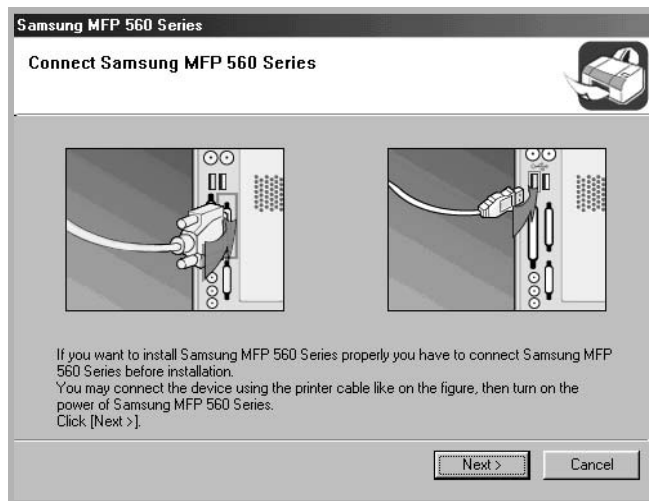 Samsung MFP 560 Series
Connect Samsung MFP 560 Series
If you want to install Samsung MFP 560 Series properly you have to connect Samsung MFP
560 Series before installation.
You may connect the device using the printer cable like on the figure, then turn on the
power of Samsung MFP 560 Series.
Click [Next >].
Next >
Cancel